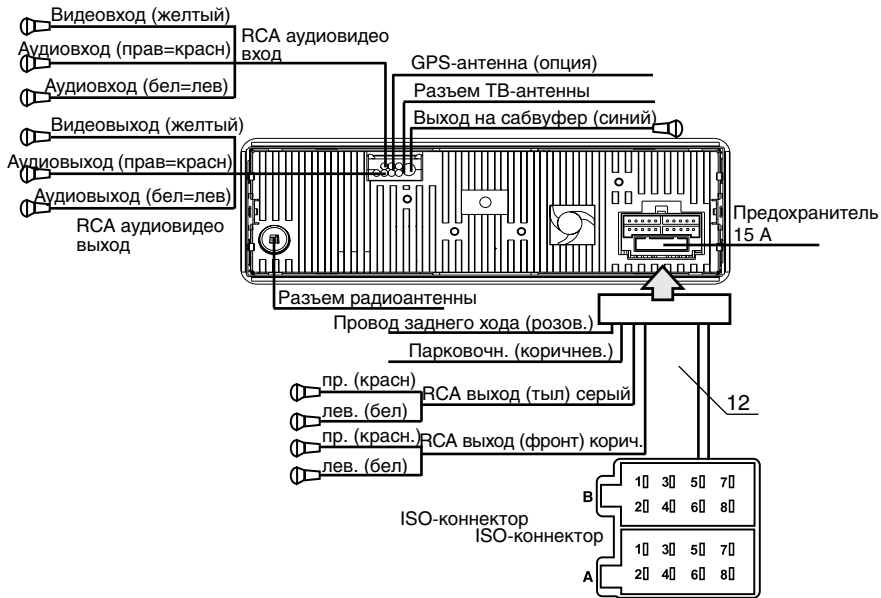 Видеовход (желтый)
Аудиовход (прав=красн)
Аудиовход (бел=лев)
RCA аудиовидео
вход
GPS-антенна (опция)
Разъем ТВ-антенны
Выход на сабвуфер (синий)
Видеовыход (желтый)
Аудиовыход (прав=красн)
Аудиовыход (бел=лев)
RCA аудиовидео
выход
Предохранитель
15 А
Разъем радиоантенны
Провод заднего хода (розов.)
Парковочн. (коричнев.)
пр. (красн)
RCA выход (тыл) серый
лев. (бел)
пр. (красн.)
RCA выход (фронт) корич.
лев. (бел)
12
ISO-коннектор
ISO-коннектор
B
1 3 5 7
2 4 6 8
A
1 3 5 7
2 4 6 8